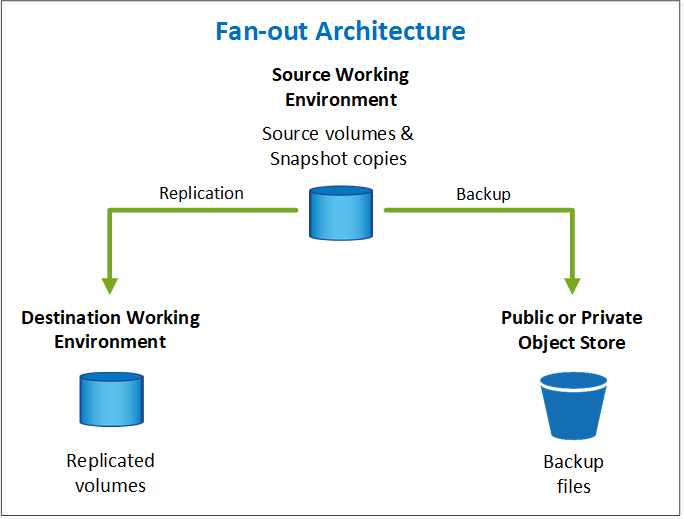 Fan-out Architecture
Source Working
Environment
Source volumes &
Snapshot copies
Replication
Backup
Destination Working
Environment
Replicated
volumes
Public or Private
Object Store
Backup
files